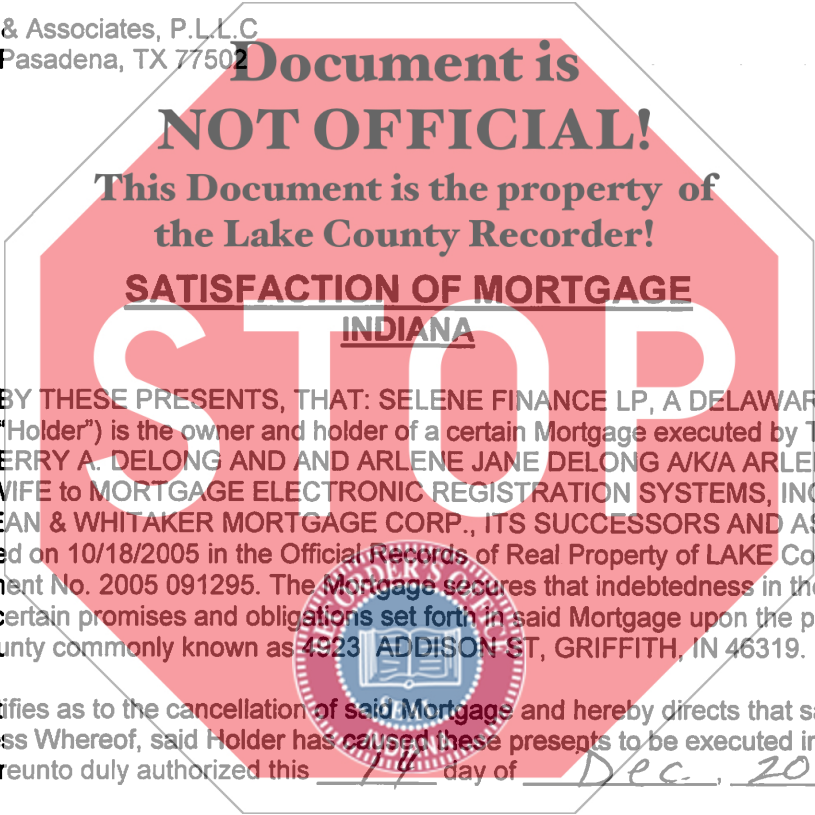 & Associates, P.L.L.C
Pasadena, TX 77502
Document is
NOT OFFICIAL!
This Document is the property of
the Lake County Recorder!
SATISFACTION OF MORTGAGE
INDIANA
STOP
BY THESE PRESENTS, THAT: SELENE FINANCE LP, A DELAWAR
"Holder") is the owner and holder of a certain Mortgage executed by T
ERRY A. DELONG AND AND ARLENE JANE DELONG A/K/A ARLE
WIFE to MORTGAGE ELECTRONIC REGISTRATION SYSTEMS, INC
EAN & WHITAKER MORTGAGE CORP., ITS SUCCESSORS AND AS
ed on 10/18/2005 in the Official Records of Real Property of LAKE Co
ent No. 2005 091295. The Mortgage secures that indebtedness in the
certain promises and obligations set forth in said Mortgage upon the p
unty commonly known as 4923 ADDISON ST, GRIFFITH, IN 46319.
SEAL
tifies as to the cancellation of said Mortgage and hereby directs that sa
ss Whereof, said Holder has caused these presents to be executed in
reunto duly authorized this 14 day of Dec., 20